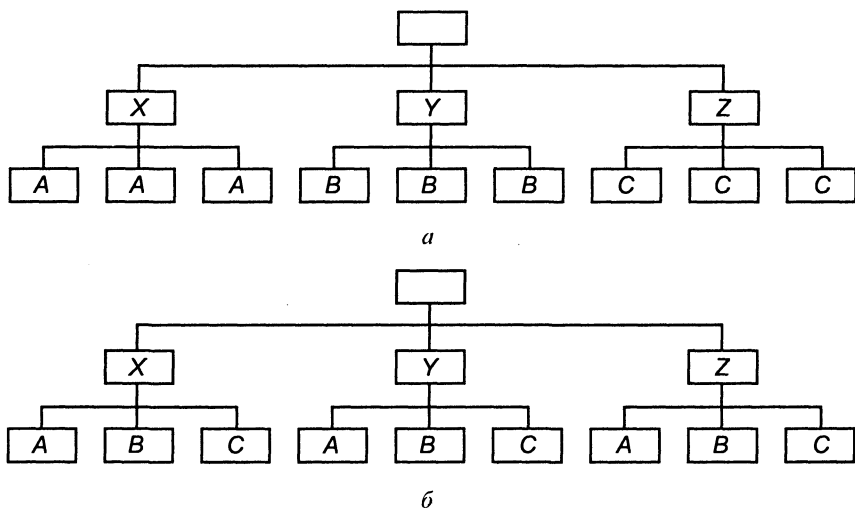 X Y Z
A A A B B B C C C
а
X Y Z
A B C A B C A B C
б